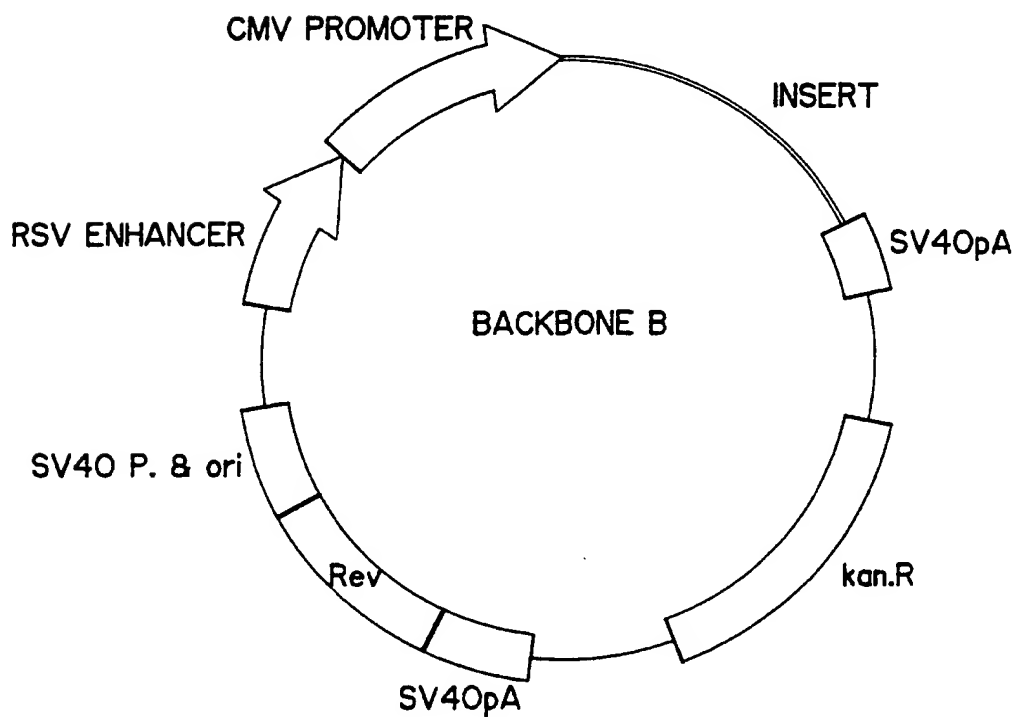 CMV PROMOTER
INSERT
RSV ENHANCER
SV40pA
BACKBONE B
SV40 P. & ori
Rev
kan.R
SV40pA